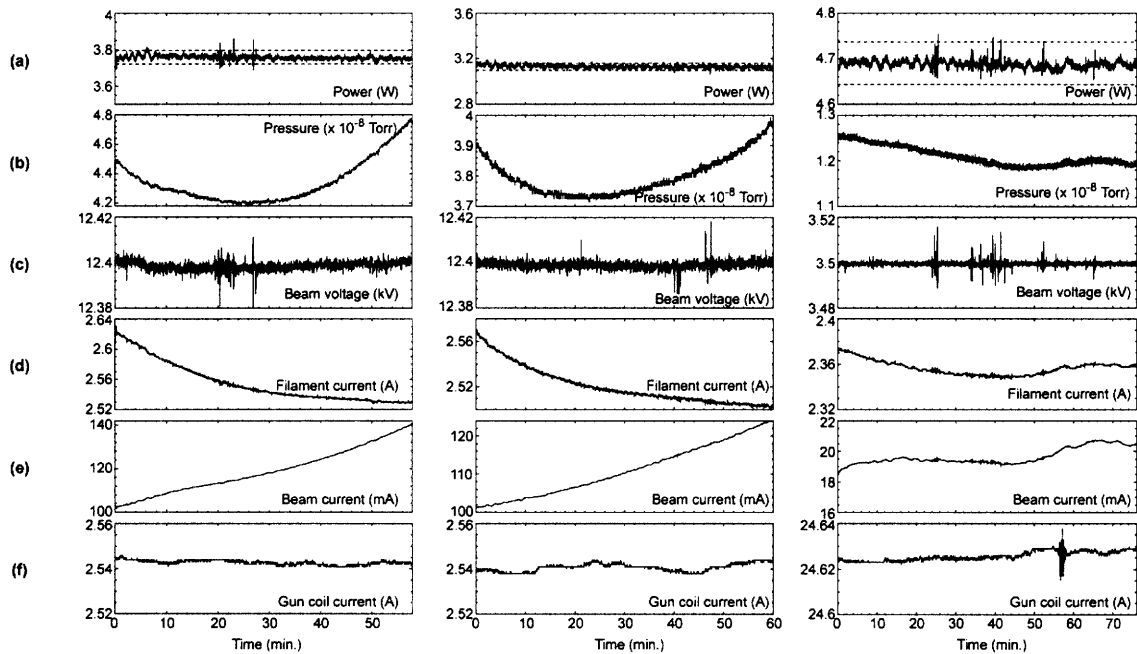 (a)
4
3.8
3.6
Power (W)
3.6
3.4
3.2
3
2.8
Power (W)
4.8
4.7
4.6
Power (W)
(b)
4.8
4.4
4.2
Pressure (x 10⁻⁸ Torr)
4
3.9
3.8
3.7
Pressure (x 10⁻⁸ Torr)
1.3
1.2
1.1
Pressure (x 10⁻⁸ Torr)
(c)
12.42
12.4
12.38
Beam voltage (kV)
12.42
12.4
12.38
Beam voltage (kV)
3.52
3.5
3.48
Beam voltage (kV)
(d)
2.64
2.6
2.56
2.52
Filament current (A)
2.56
2.52
Filament current (A)
2.4
2.36
2.32
Filament current (A)
(e)
140
120
100
Beam current (mA)
120
110
100
Beam current (mA)
22
20
18
16
Beam current (mA)
(f)
2.56
2.54
2.52
Gun coil current (A)
2.56
2.54
2.52
Gun coil current (A)
24.64
24.62
24.6
Gun coil current (A)
0 10 20 30 40 50
Time (min.)
0 10 20 30 40 50 60
Time (min.)
0 10 20 30 40 50 60 70
Time (min.)